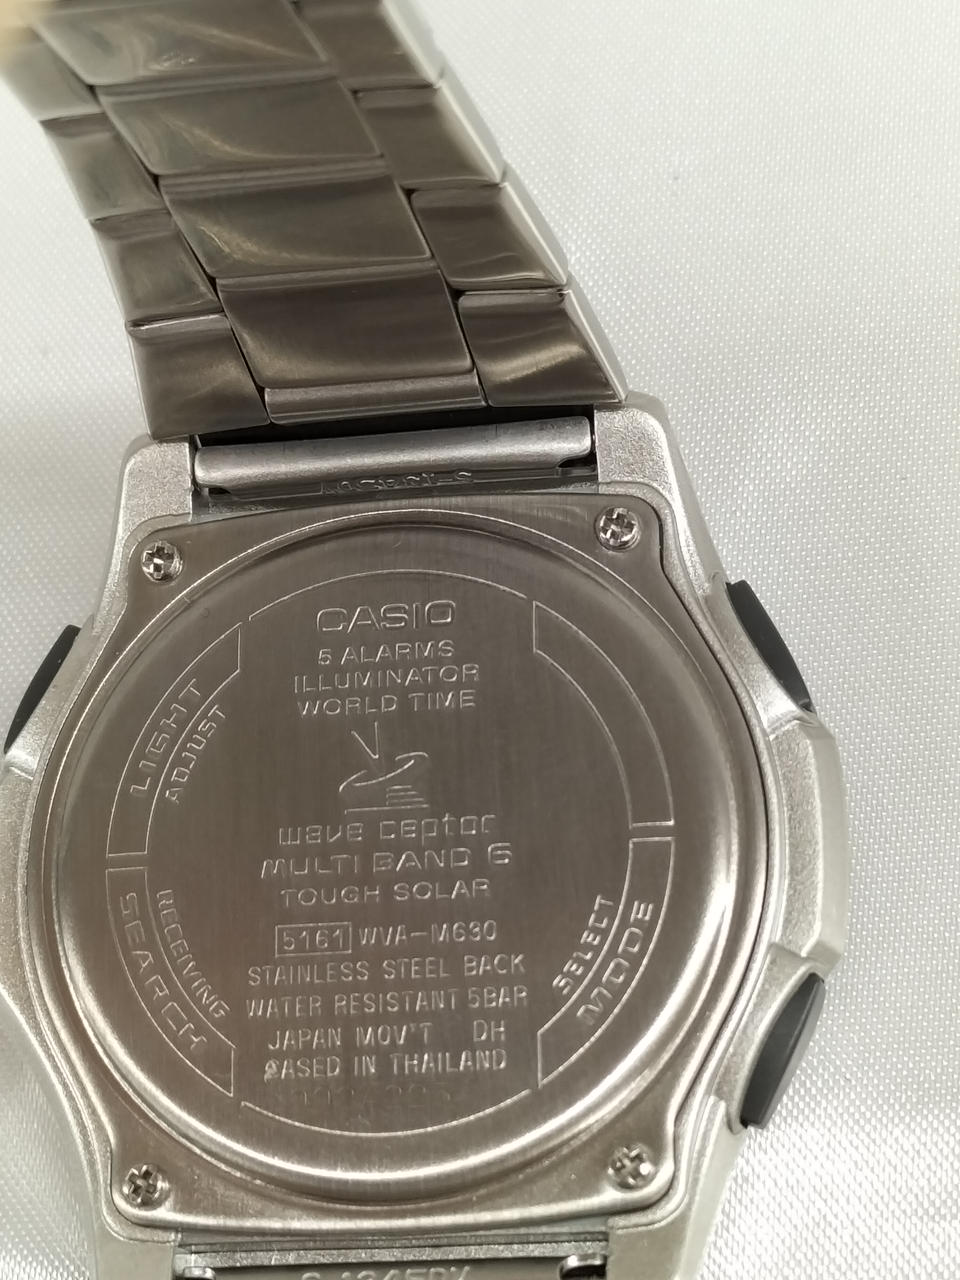 CASIO
5 ALARMS
ILLUMINATOR
WORLD TIME
wave ceptor
MULTI BAND 6
TOUGH SOLAR
5161 WVA-M630
STAINLESS STEEL BACK
WATER RESISTANT 5BAR
JAPAN MOV'T DH
CASED IN THAILAND
LIGHT
ADJUST
RECEIVING
SEARCH
SELECT
MODE